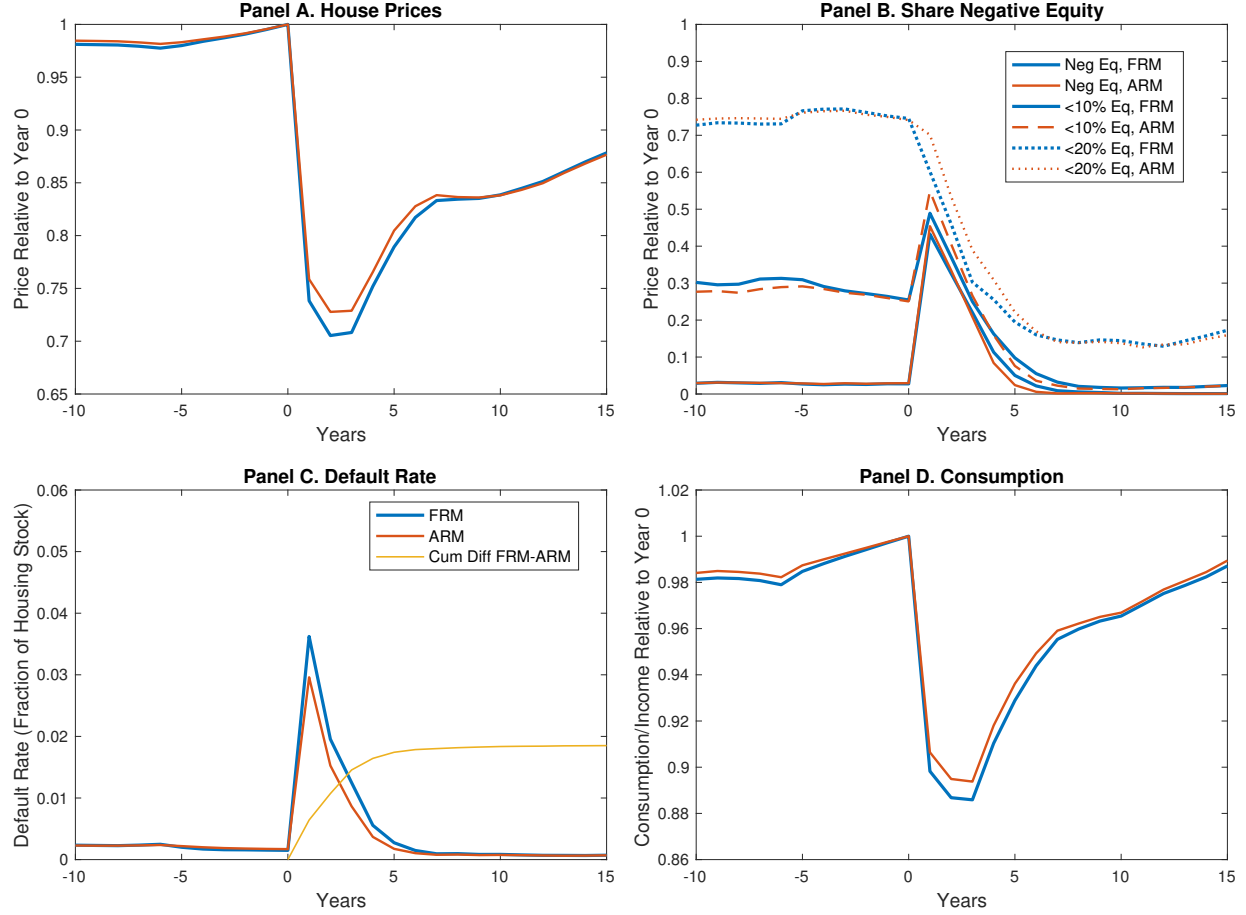 Panel A. House Prices
Price Relative to Year 0
1
0.95
0.9
0.85
0.8
0.75
0.7
0.65
-10
-5
0
5
10
15
Years
Panel B. Share Negative Equity
Price Relative to Year 0
1
0.9
0.8
0.7
0.6
0.5
0.4
0.3
0.2
0.1
0
-10
-5
0
5
10
15
Years
Neg Eq, FRM
Neg Eq, ARM
<10% Eq, FRM
<10% Eq, ARM
<20% Eq, FRM
<20% Eq, ARM
Panel C. Default Rate
Default Rate (Fraction of Housing Stock)
0.06
0.05
0.04
0.03
0.02
0.01
0
-10
-5
0
5
10
15
Years
FRM
ARM
Cum Diff FRM-ARM
Panel D. Consumption
Consumption/Income Relative to Year 0
1.02
1
0.98
0.96
0.94
0.92
0.9
0.88
0.86
-10
-5
0
5
10
15
Years